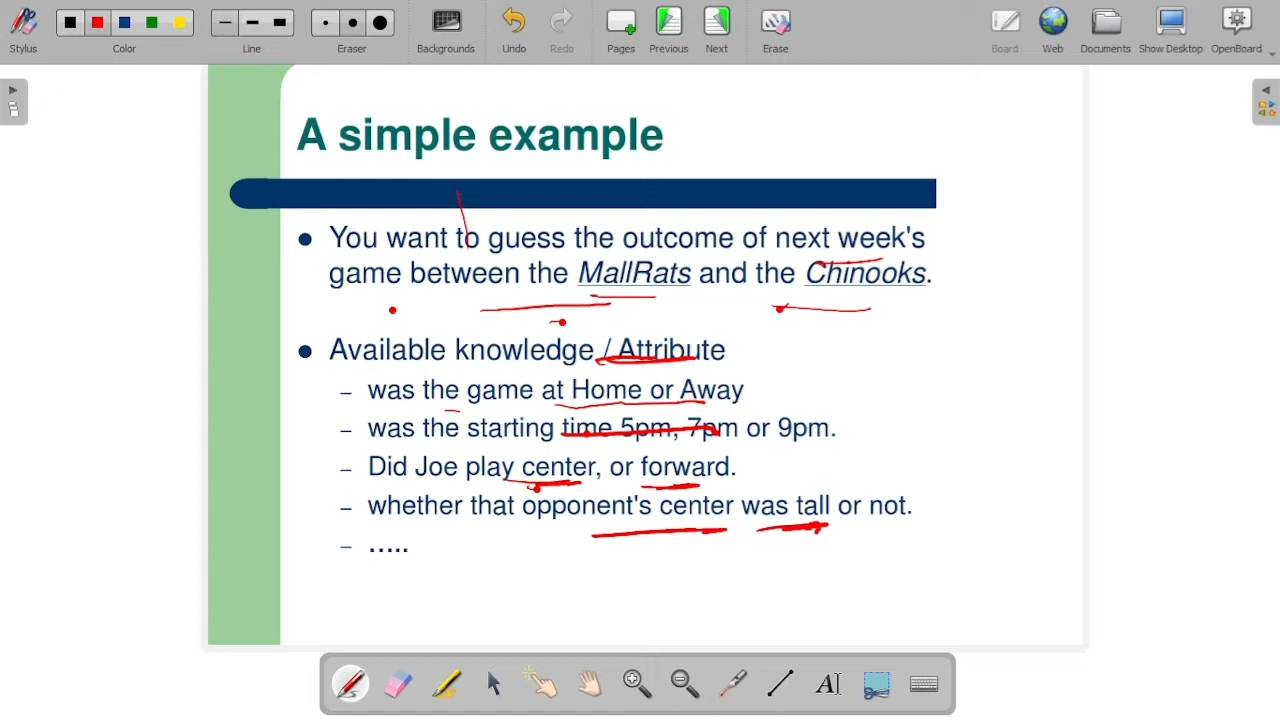 Stylus
Color
Line
Eraser
Backgrounds
Undo
Redo
Pages
Previous
Next
Erase
Board
Web
Documents
Show Desktop
OpenBoard
A simple example
● You want to guess the outcome of next week's
game between the MallRats and the Chinooks.
● Available knowledge / Attribute
– was the game at Home or Away
– was the starting time 5pm, 7pm or 9pm.
– Did Joe play center, or forward.
– whether that opponent's center was tall or not.
– …..